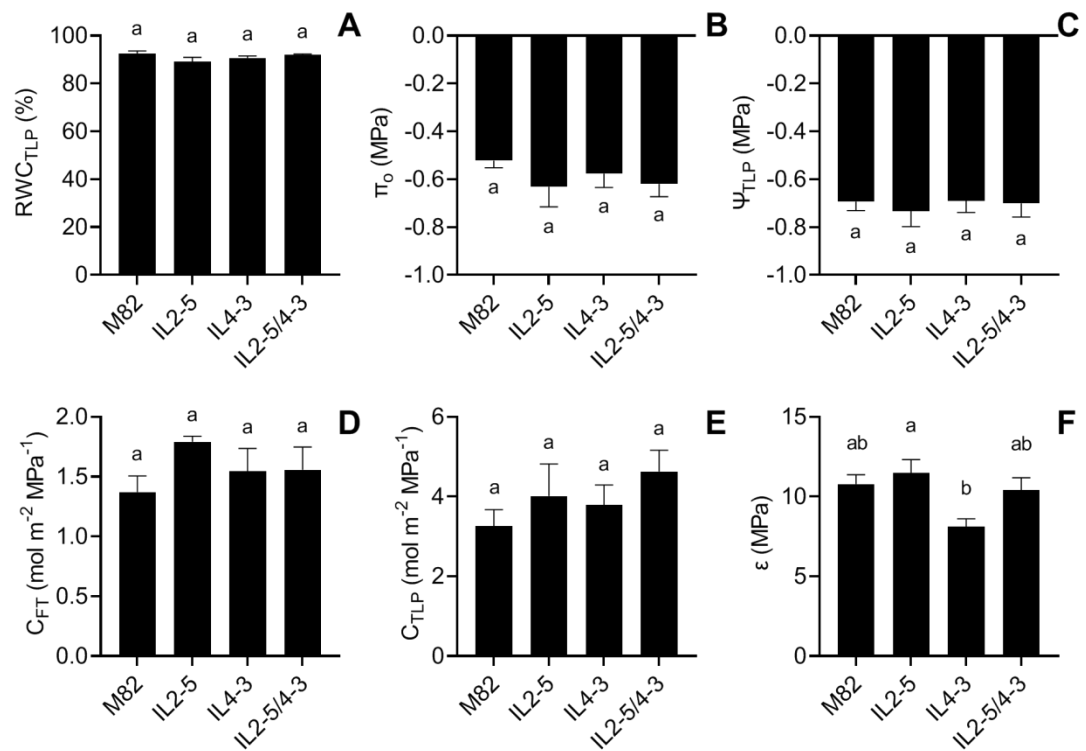 A
RWC_TLP (%)
100
80
60
40
20
0
a a a a
M82 IL2-5 IL4-3 IL2-5/4-3
B
π_o (MPa)
0.0
-0.2
-0.4
-0.6
-0.8
-1.0
a a a a
M82 IL2-5 IL4-3 IL2-5/4-3
C
Ψ_TLP (MPa)
0.0
-0.2
-0.4
-0.6
-0.8
-1.0
a a a a
M82 IL2-5 IL4-3 IL2-5/4-3
D
C_FT (mol m⁻² MPa⁻¹)
2.0
1.5
1.0
0.5
0.0
a a a a
M82 IL2-5 IL4-3 IL2-5/4-3
E
C_TLP (mol m⁻² MPa⁻¹)
6
4
2
0
a a a a
M82 IL2-5 IL4-3 IL2-5/4-3
F
ε (MPa)
15
10
5
0
ab a b ab
M82 IL2-5 IL4-3 IL2-5/4-3